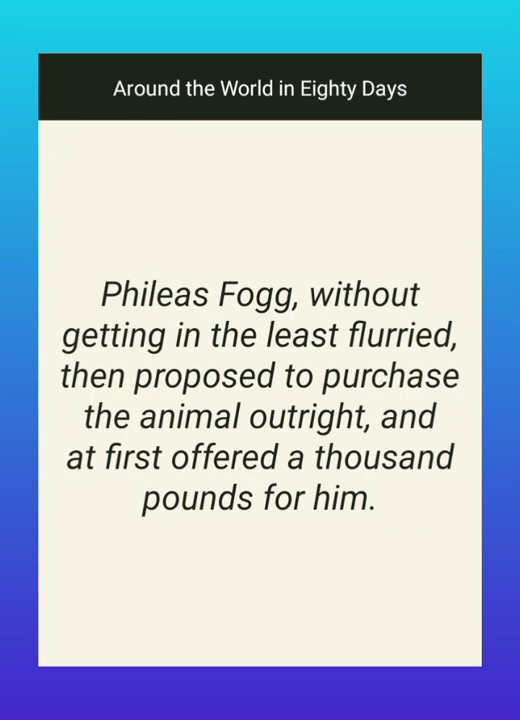 Around the World in Eighty Days
Phileas Fogg, without
getting in the least flurried,
then proposed to purchase
the animal outright, and
at first offered a thousand
pounds for him.